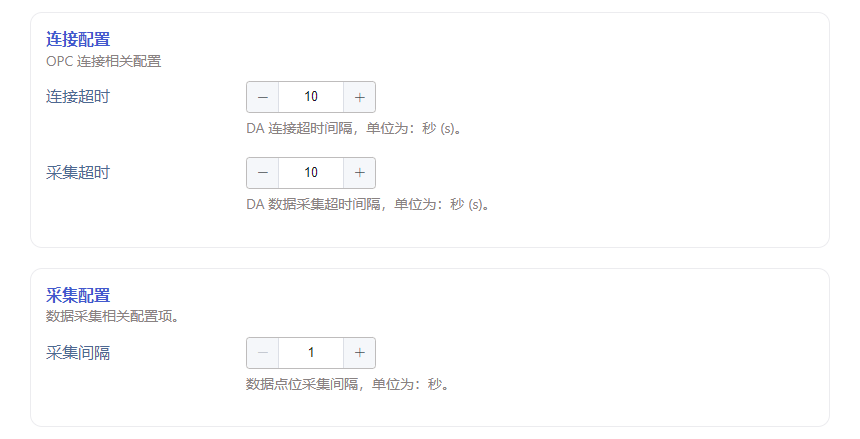 连接配置
OPC 连接相关配置
连接超时
10
DA 连接超时间隔，单位为：秒 (s)。
采集超时
10
DA 数据采集超时间隔，单位为：秒 (s)。
采集配置
数据采集相关配置项。
采集间隔
1
数据点位采集间隔，单位为：秒。